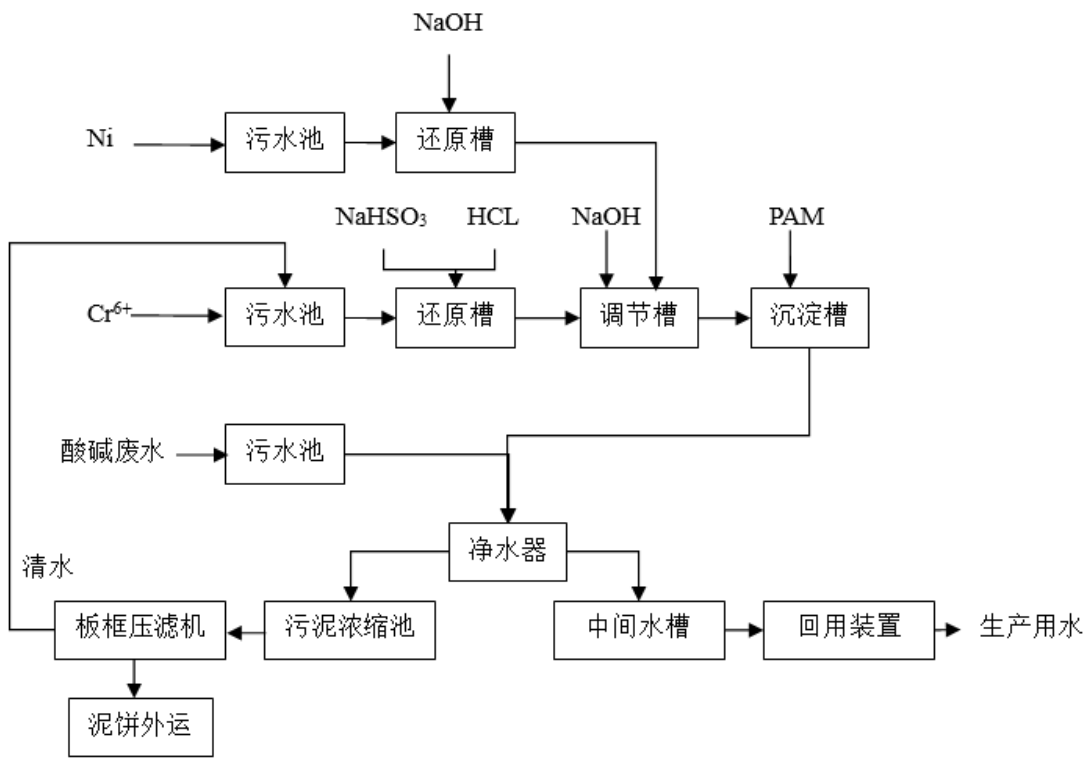 NaOH
Ni
污水池
还原槽
NaHSO₃
HCL
NaOH
PAM
Cr⁶⁺
污水池
还原槽
调节槽
沉淀槽
酸碱废水
污水池
净水器
清水
板框压滤机
污泥浓缩池
中间水槽
回用装置
生产用水
泥饼外运